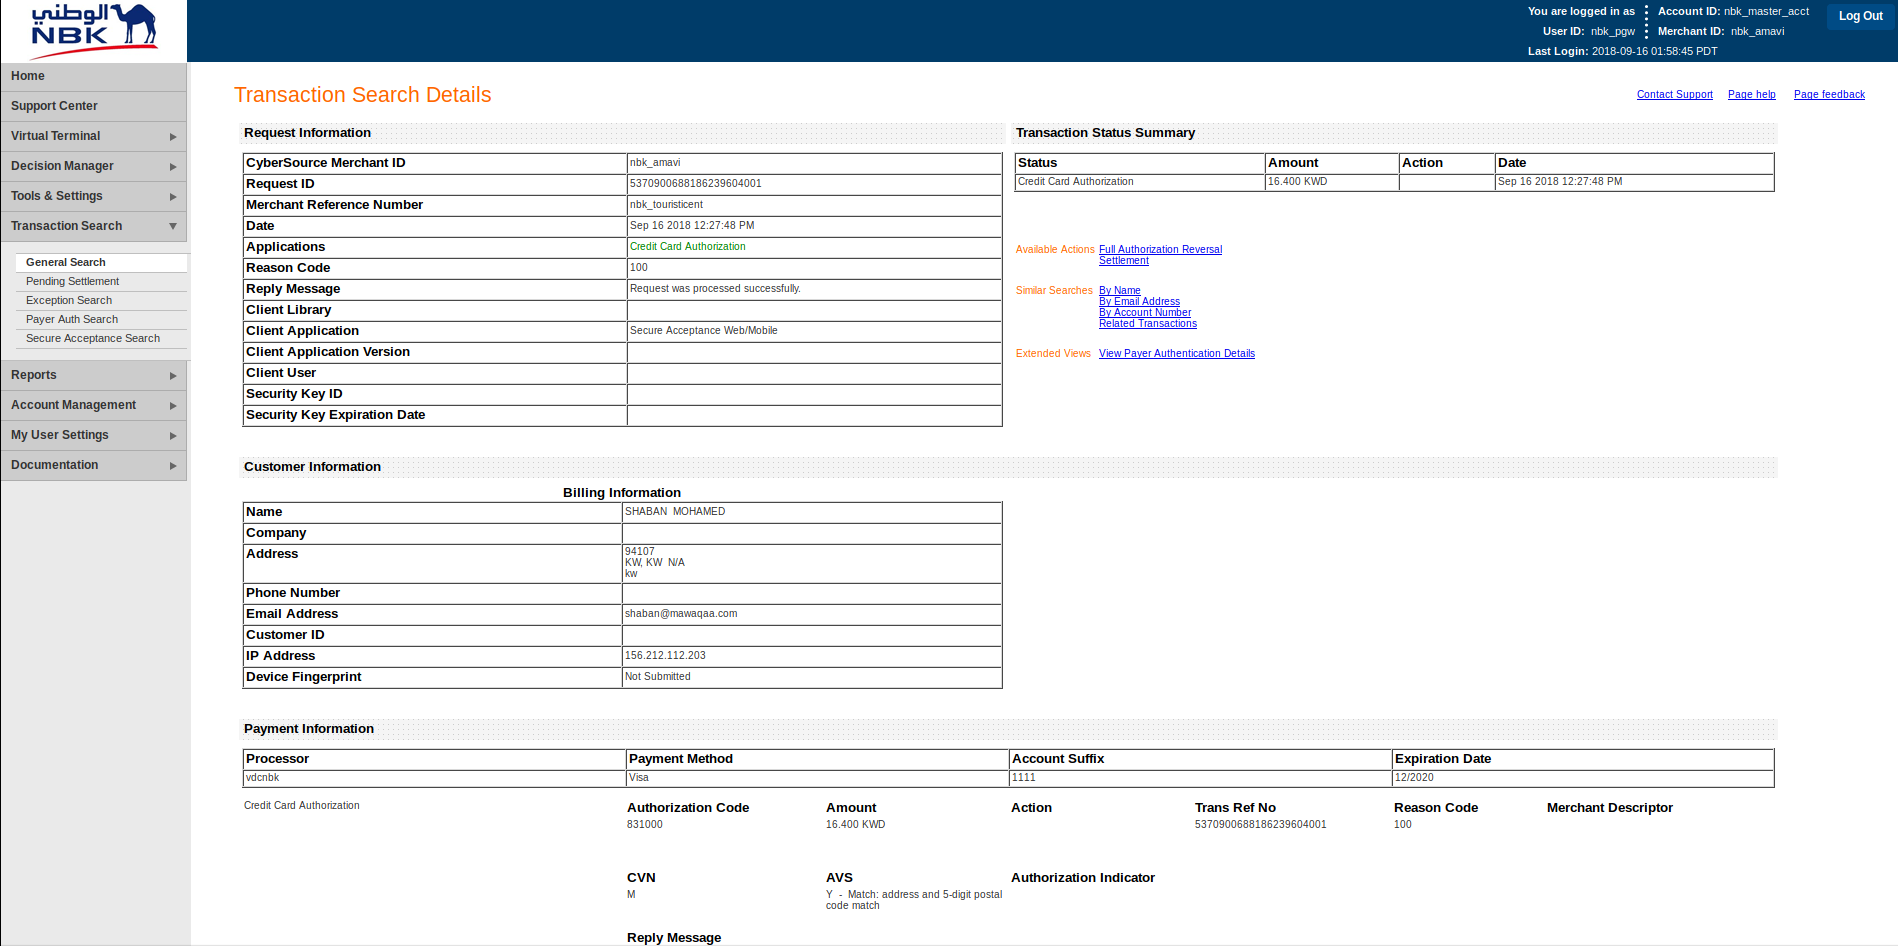 الوطني
NBK
You are logged in as
User ID: nbk_pgw
Account ID: nbk_master_acct
Merchant ID: nbk_amavi
Last Login: 2018-09-16 01:58:45 PDT
Log Out
Home
Support Center
Virtual Terminal
Decision Manager
Tools & Settings
Transaction Search
General Search
Pending Settlement
Exception Search
Payer Auth Search
Secure Acceptance Search
Reports
Account Management
My User Settings
Documentation
Transaction Search Details
Contact Support Page help Page feedback
Request Information
CyberSource Merchant ID nbk_amavi
Request ID 5370900688186239604001
Merchant Reference Number nbk_touristicent
Date Sep 16 2018 12:27:48 PM
Applications Credit Card Authorization
Reason Code 100
Reply Message Request was processed successfully.
Client Library
Client Application Secure Acceptance Web/Mobile
Client Application Version
Client User
Security Key ID
Security Key Expiration Date
Transaction Status Summary
Status Amount Action Date
Credit Card Authorization 16.400 KWD Sep 16 2018 12:27:48 PM
Available Actions Full Authorization Reversal
Settlement
Similar Searches By Name
By Email Address
By Account Number
Related Transactions
Extended Views View Payer Authentication Details
Customer Information
Billing Information
Name SHABAN MOHAMED
Company
Address 94107
KW, KW N/A
kw
Phone Number
Email Address shaban@mawaqaa.com
Customer ID
IP Address 156.212.112.203
Device Fingerprint Not Submitted
Payment Information
Processor Payment Method Account Suffix Expiration Date
vdcnbk Visa 1111 12/2020
Credit Card Authorization Authorization Code Amount Action Trans Ref No Reason Code Merchant Descriptor
831000 16.400 KWD 5370900688186239604001 100
CVN AVS Authorization Indicator
M Y - Match: address and 5-digit postal
code match
Reply Message